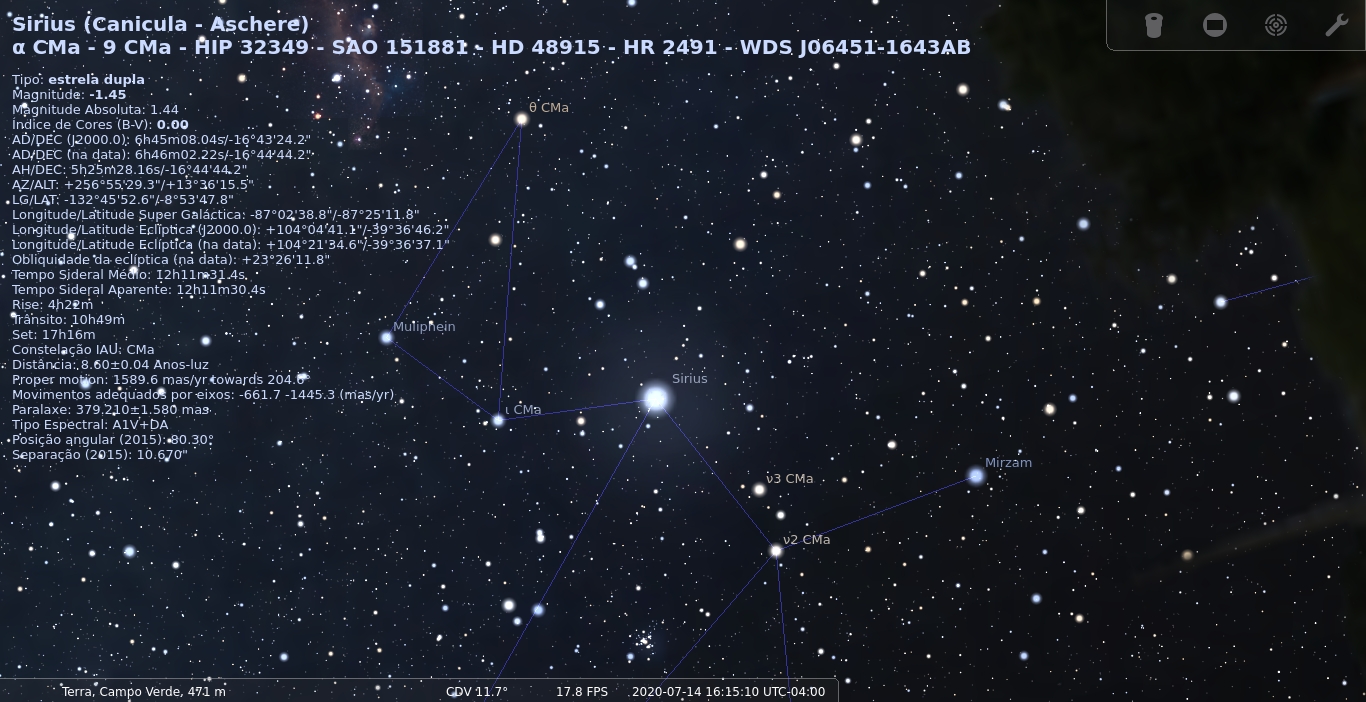 Sirius (Canicula - Aschere)
α CMa - 9 CMa - HIP 32349 - SAO 151881 - HD 48915 - HR 2491 - WDS J06451-1643AB
Tipo: estrela dupla
Magnitude: -1.45
Magnitude Absoluta: 1.44
Índice de Cores (B-V): 0.00
AD/DEC (J2000.0): 6h45m08.04s/-16°43'24.2"
AD/DEC (na data): 6h46m02.22s/-16°44'44.2"
AH/DEC: 5h25m28.16s/-16°44'44.2"
AZ/ALT: +256°55'29.3"/+13°36'15.5"
LG/LAT: -132°45'52.6"/-8°53'47.8"
Longitude/Latitude Super Galáctica: -87°02'38.8"/-87°25'11.8"
Longitude/Latitude Eclíptica (J2000.0): +104°04'41.1"/-39°36'46.2"
Longitude/Latitude Eclíptica (na data): +104°21'34.6"/-39°36'37.1"
Obliquidade da eclíptica (na data): +23°26'11.8"
Tempo Sideral Médio: 12h11m31.4s
Tempo Sideral Aparente: 12h11m30.4s
Rise: 4h22m
Trânsito: 10h49m
Set: 17h16m
Constelação IAU: CMa
Distância: 8.60±0.04 Anos-luz
Proper motion: 1589.6 mas/yr towards 204.6°
Movimentos adequados por eixos: -661.7 -1445.3 (mas/yr)
Paralaxe: 379.210±1.580 mas
Tipo Espectral: A1V+DA
Posição angular (2015): 80.30°
Separação (2015): 10.670"
θ CMa
Muliphein
Sirius
ι CMa
Mirzam
ν3 CMa
ν2 CMa
Terra, Campo Verde, 471 m
CDV 11.7°
17.8 FPS
2020-07-14 16:15:10 UTC-04:00